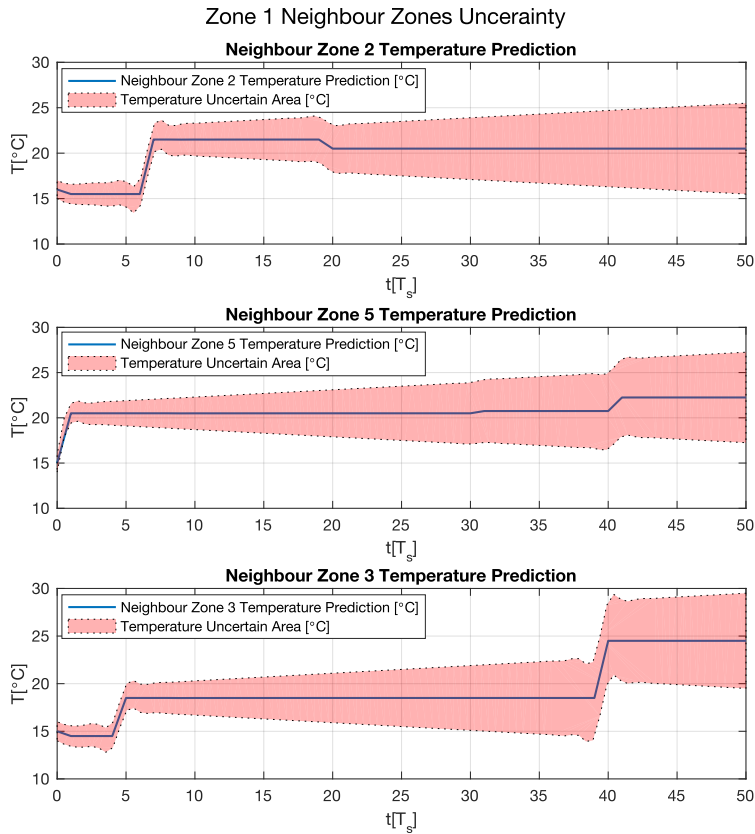 Zone 1 Neighbour Zones Uncerainty
Neighbour Zone 2 Temperature Prediction
30
25
20
15
10
T[°C]
Neighbour Zone 2 Temperature Prediction [°C]
Temperature Uncertain Area [°C]
0 5 10 15 20 25 30 35 40 45 50
t[Ts]
Neighbour Zone 5 Temperature Prediction
30
25
20
15
10
T[°C]
Neighbour Zone 5 Temperature Prediction [°C]
Temperature Uncertain Area [°C]
0 5 10 15 20 25 30 35 40 45 50
t[Ts]
Neighbour Zone 3 Temperature Prediction
30
25
20
15
10
T[°C]
Neighbour Zone 3 Temperature Prediction [°C]
Temperature Uncertain Area [°C]
0 5 10 15 20 25 30 35 40 45 50
t[Ts]